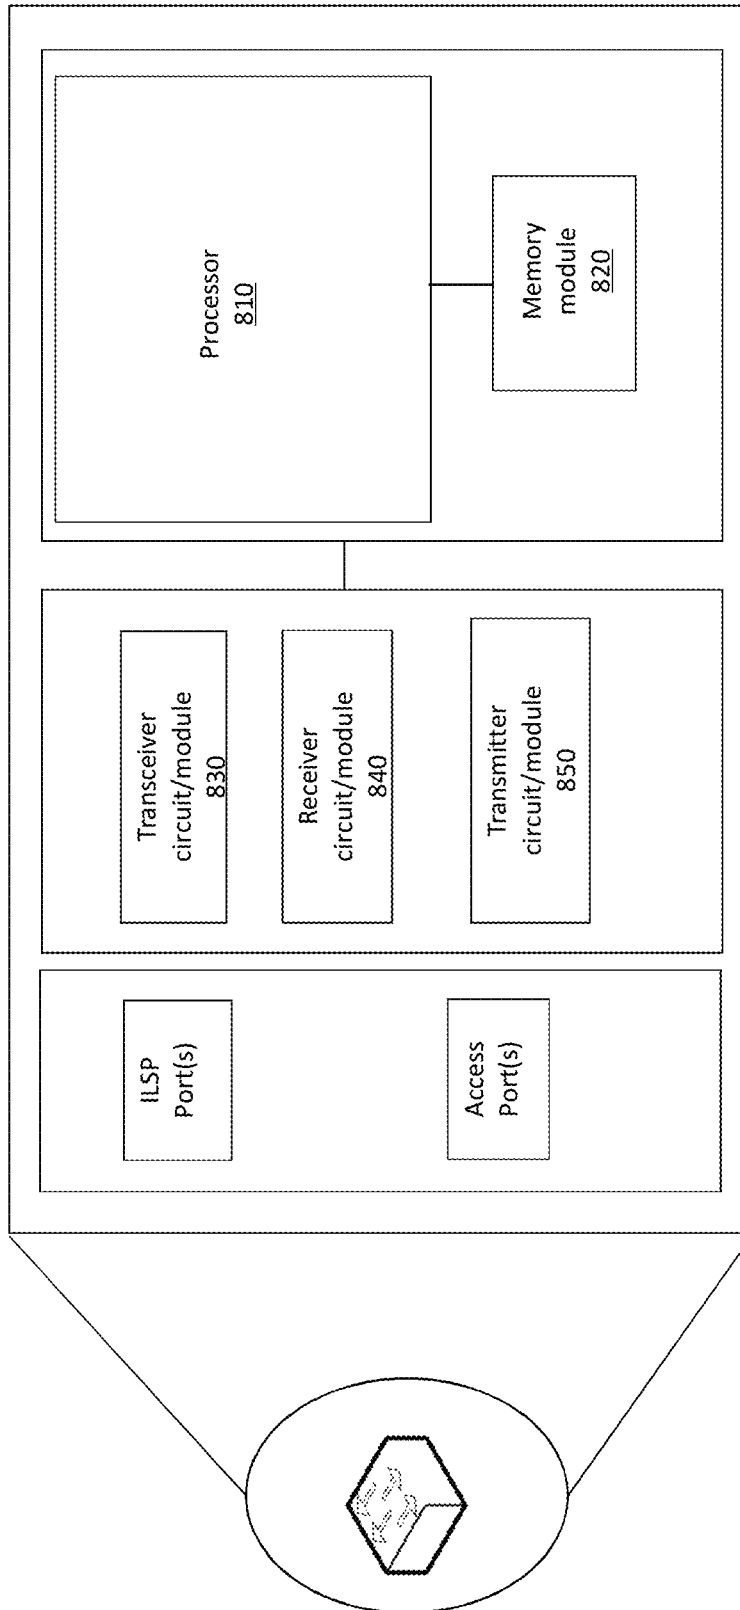 ILSP
Port(s)
Access
Port(s)
Transceiver
circuit/module
830
Receiver
circuit/module
840
Transmitter
circuit/module
850
Processor
810
Memory
module
820